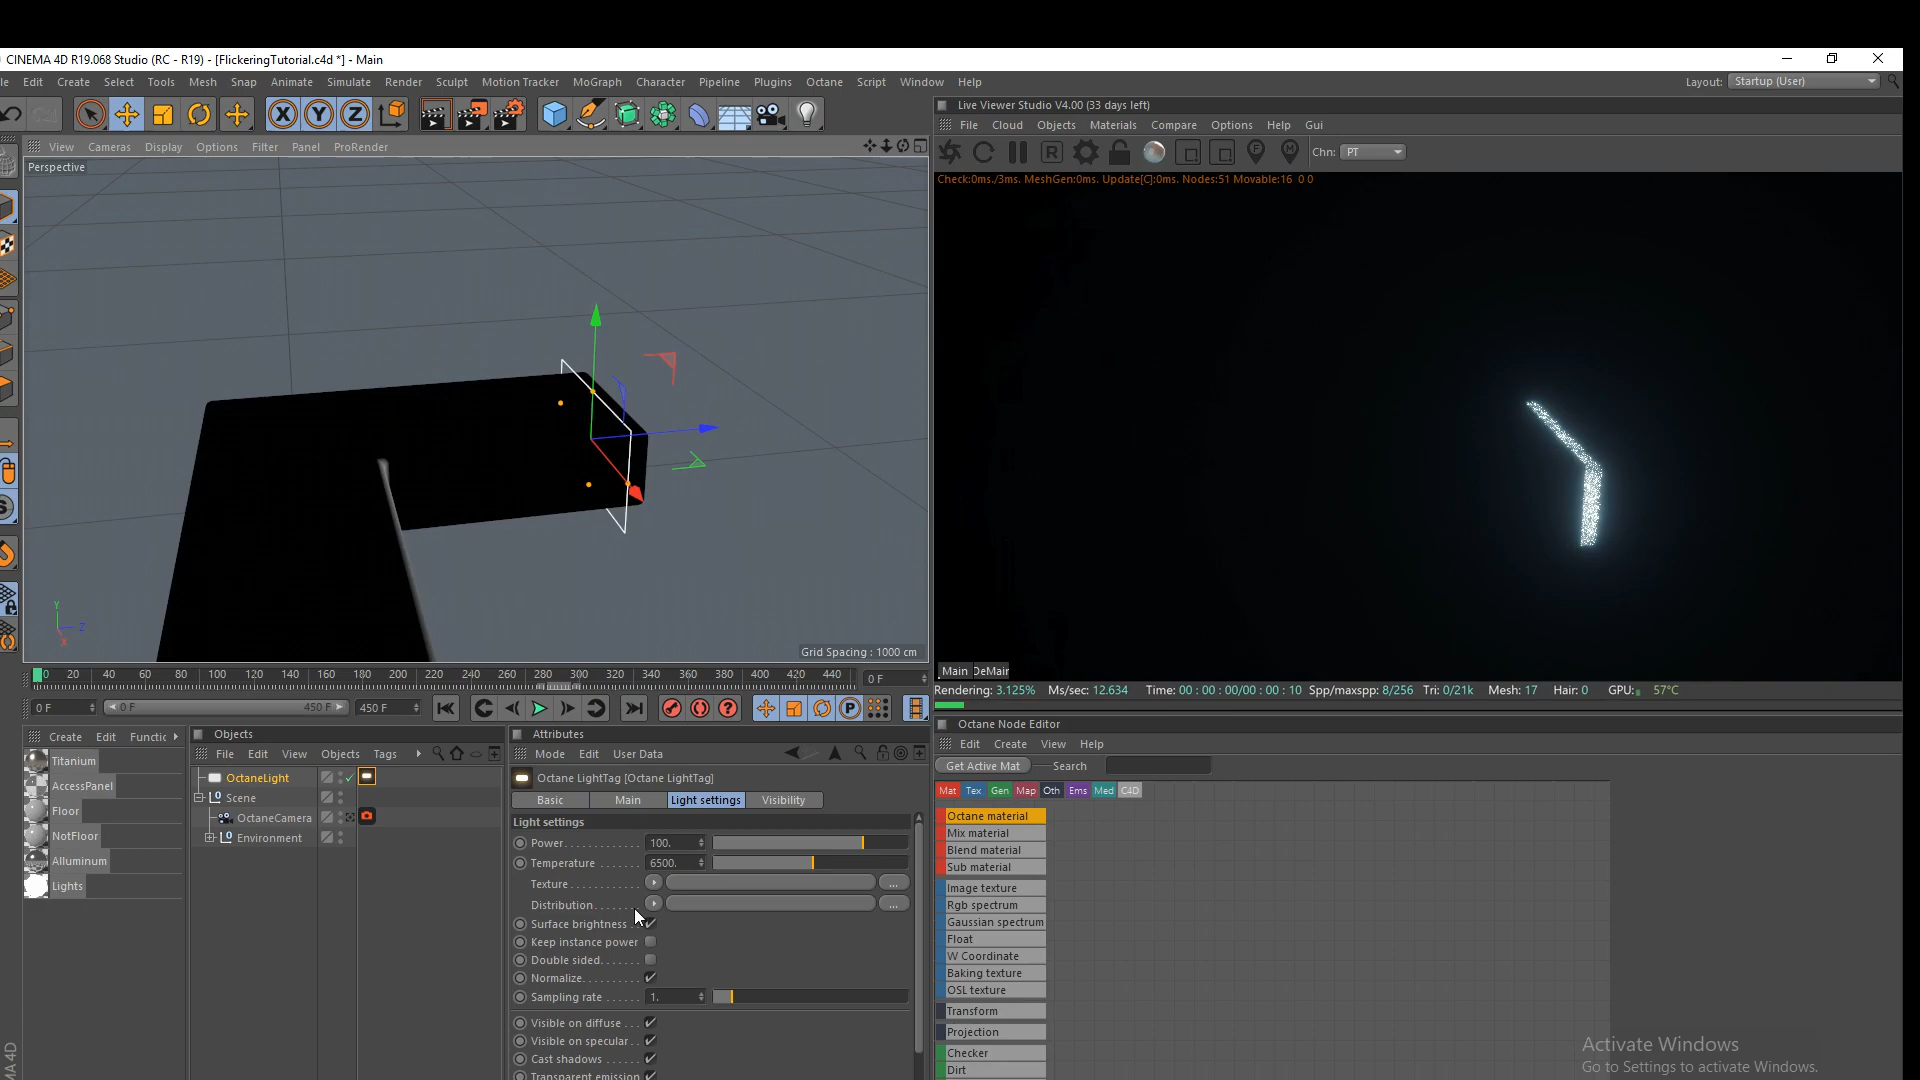 CINEMA 4D R19.068 Studio (RC - R19) - [FlickeringTutorial.c4d *] - Main
le Edit Create Select Tools Mesh Snap Animate Simulate Render Sculpt Motion Tracker MoGraph Character Pipeline Plugins Octane Script Window Help
Layout: Startup (User)
Live Viewer Studio V4.00 (33 days left)
File Cloud Objects Materials Compare Options Help Gui
Chn: PT
Check:0ms./3ms. MeshGen:0ms. Update[C]:0ms. Nodes:51 Movable:16 0 0
X Y Z
R
F M
View Cameras Display Options Filter Panel ProRender
Perspective
Y
Z
X
Grid Spacing : 1000 cm
Main DeMair
0 20 40 60 80 100 120 140 160 180 200 220 240 260 280 300 320 340 360 380 400 420 440
0 F
0 F 0 F 450 F 450 F
P
Rendering: 3.125% Ms/sec: 12.634 Time: 00 : 00 : 00/00 : 00 : 10 Spp/maxspp: 8/256 Tri: 0/21k Mesh: 17 Hair: 0 GPU: 57°C
Create Edit Functic
Titanium
AccessPanel
Floor
NotFloor
Alluminum
Lights
Objects
File Edit View Objects Tags
OctaneLight
Scene
OctaneCamera
Environment
Attributes
Mode Edit User Data
Octane LightTag [Octane LightTag]
Basic Main Light settings Visibility
Light settings
Power 100.
Temperature 6500.
Texture ...
Distribution ...
Surface brightness
Keep instance power
Double sided
Normalize
Sampling rate 1.
Visible on diffuse
Visible on specular
Cast shadows
Transparent emission
Octane Node Editor
Edit Create View Help
Get Active Mat Search
Mat Tex Gen Map Oth Ems Med C4D
Octane material
Mix material
Blend material
Sub material
Image texture
Rgb spectrum
Gaussian spectrum
Float
W Coordinate
Baking texture
OSL texture
Transform
Projection
Checker
Dirt
Activate Windows
Go to Settings to activate Windows.
MA 4D